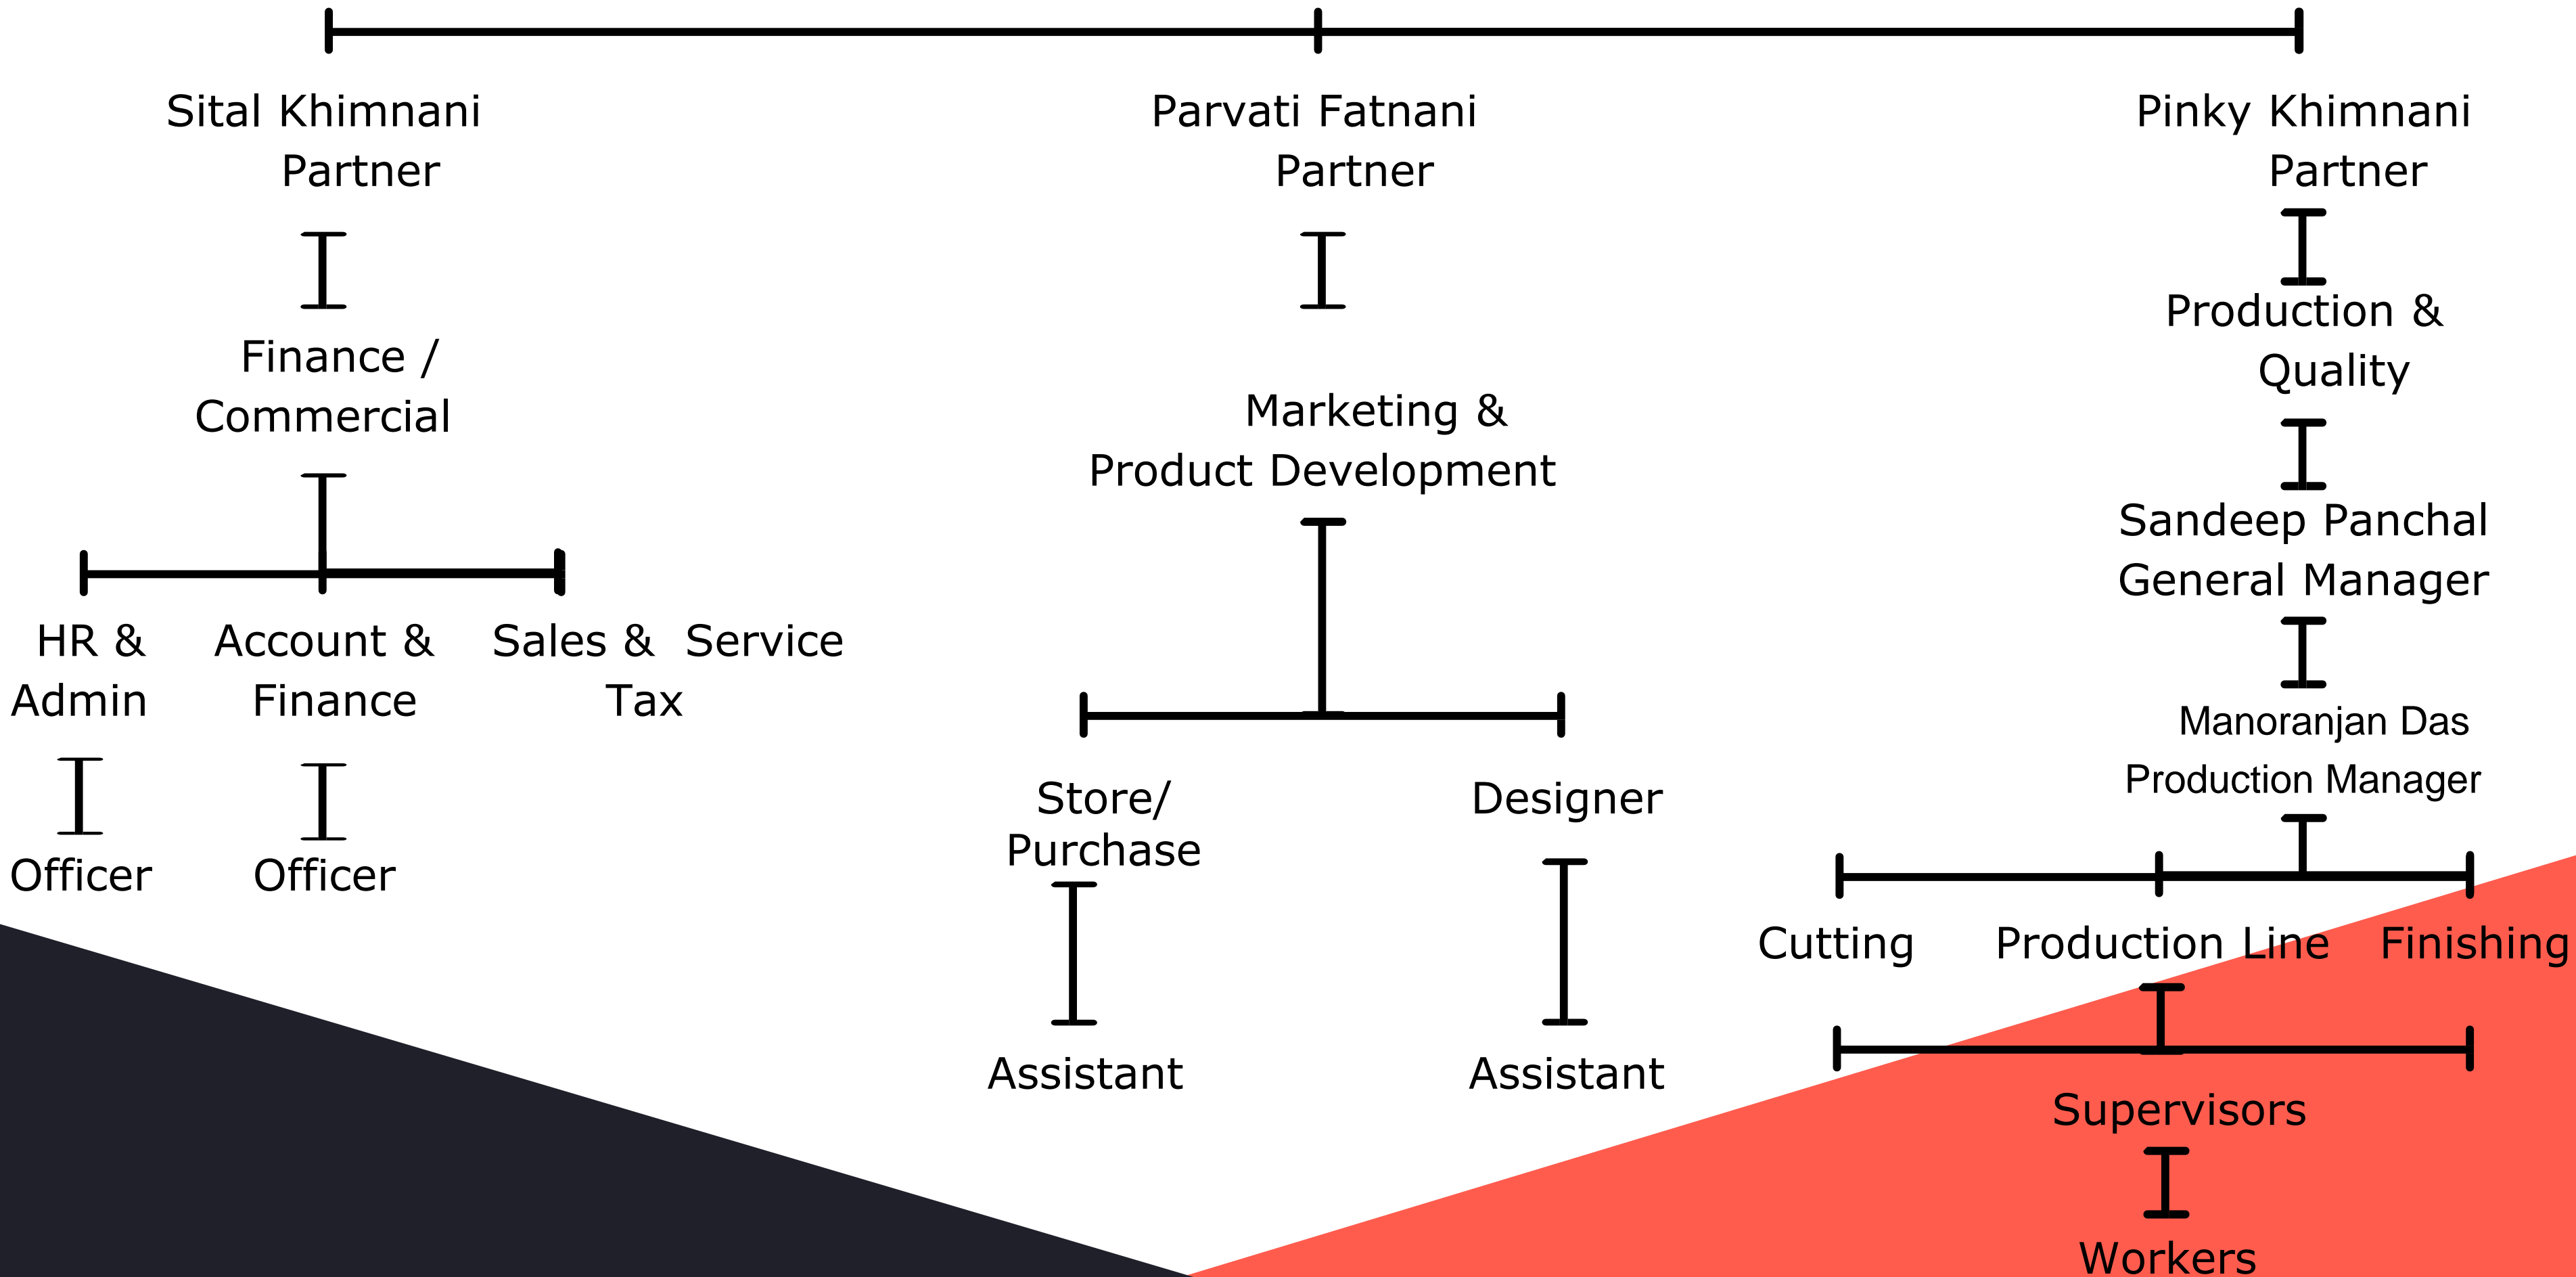 Sital Khimnani
Partner
Parvati Fatnani
Partner
Pinky Khimnani
Partner
Finance /
Commercial
Marketing &
Product Development
Production &
Quality
Sandeep Panchal
General Manager
HR &
Admin
Account &
Finance
Sales & Service
Tax
Manoranjan Das
Production Manager
Officer
Officer
Store/
Purchase
Designer
Cutting
Production Line
Finishing
Assistant
Assistant
Supervisors
Workers